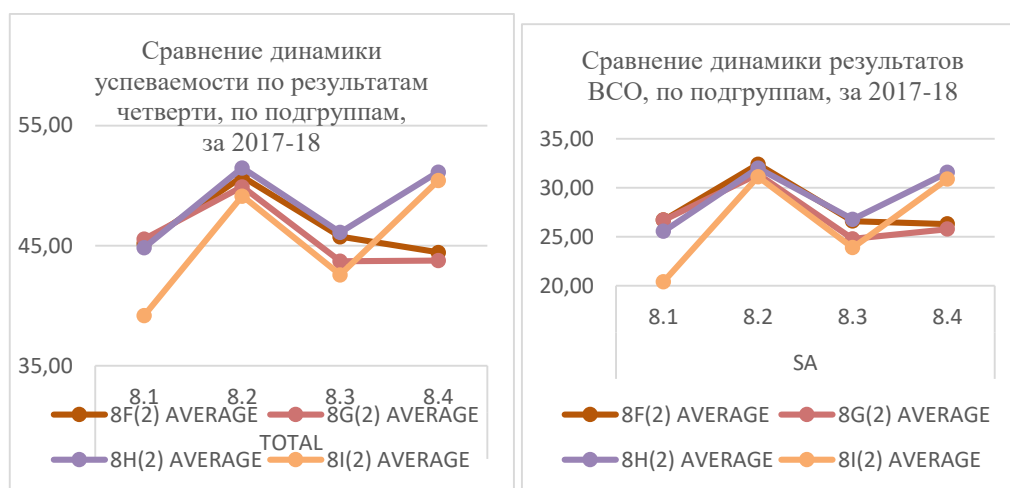 Сравнение динамики
успеваемости по результатам
четверти, по подгруппам,
за 2017-18
55,00
45,00
35,00
8.1 8.2 8.3 8.4
TOTAL
8F(2) AVERAGE 8G(2) AVERAGE
8H(2) AVERAGE 8I(2) AVERAGE
Сравнение динамики результатов
ВСО, по подгруппам, за 2017-18
35,00
30,00
25,00
20,00
8.1 8.2 8.3 8.4
SA
8F(2) AVERAGE 8G(2) AVERAGE
8H(2) AVERAGE 8I(2) AVERAGE